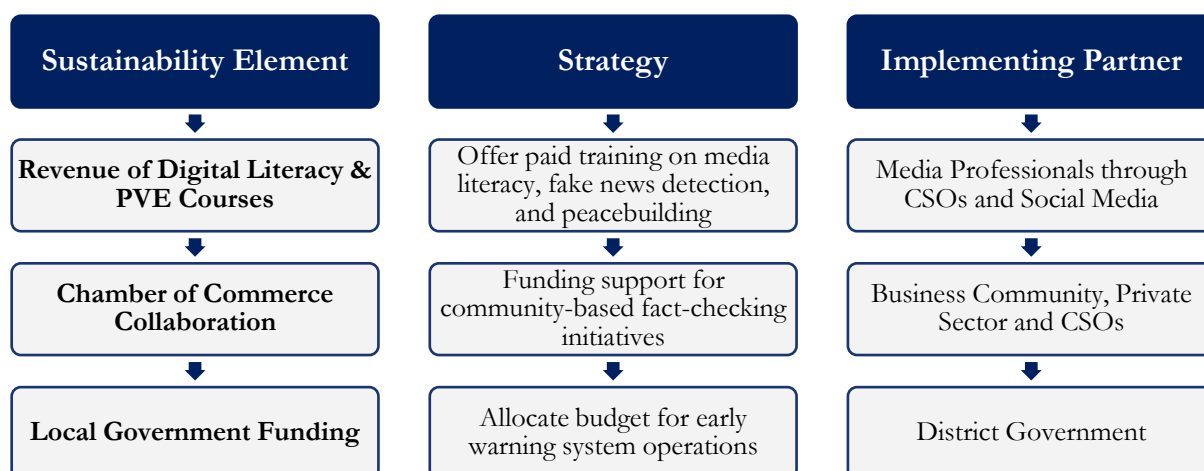 Sustainability Element
Revenue of Digital Literacy &
PVE Courses
Chamber of Commerce
Collaboration
Local Government Funding
Strategy
Offer paid training on media
literacy, fake news detection,
and peacebuilding
Funding support for
community-based fact-checking
initiatives
Allocate budget for early
warning system operations
Implementing Partner
Media Professionals through
CSOs and Social Media
Business Community, Private
Sector and CSOs
District Government